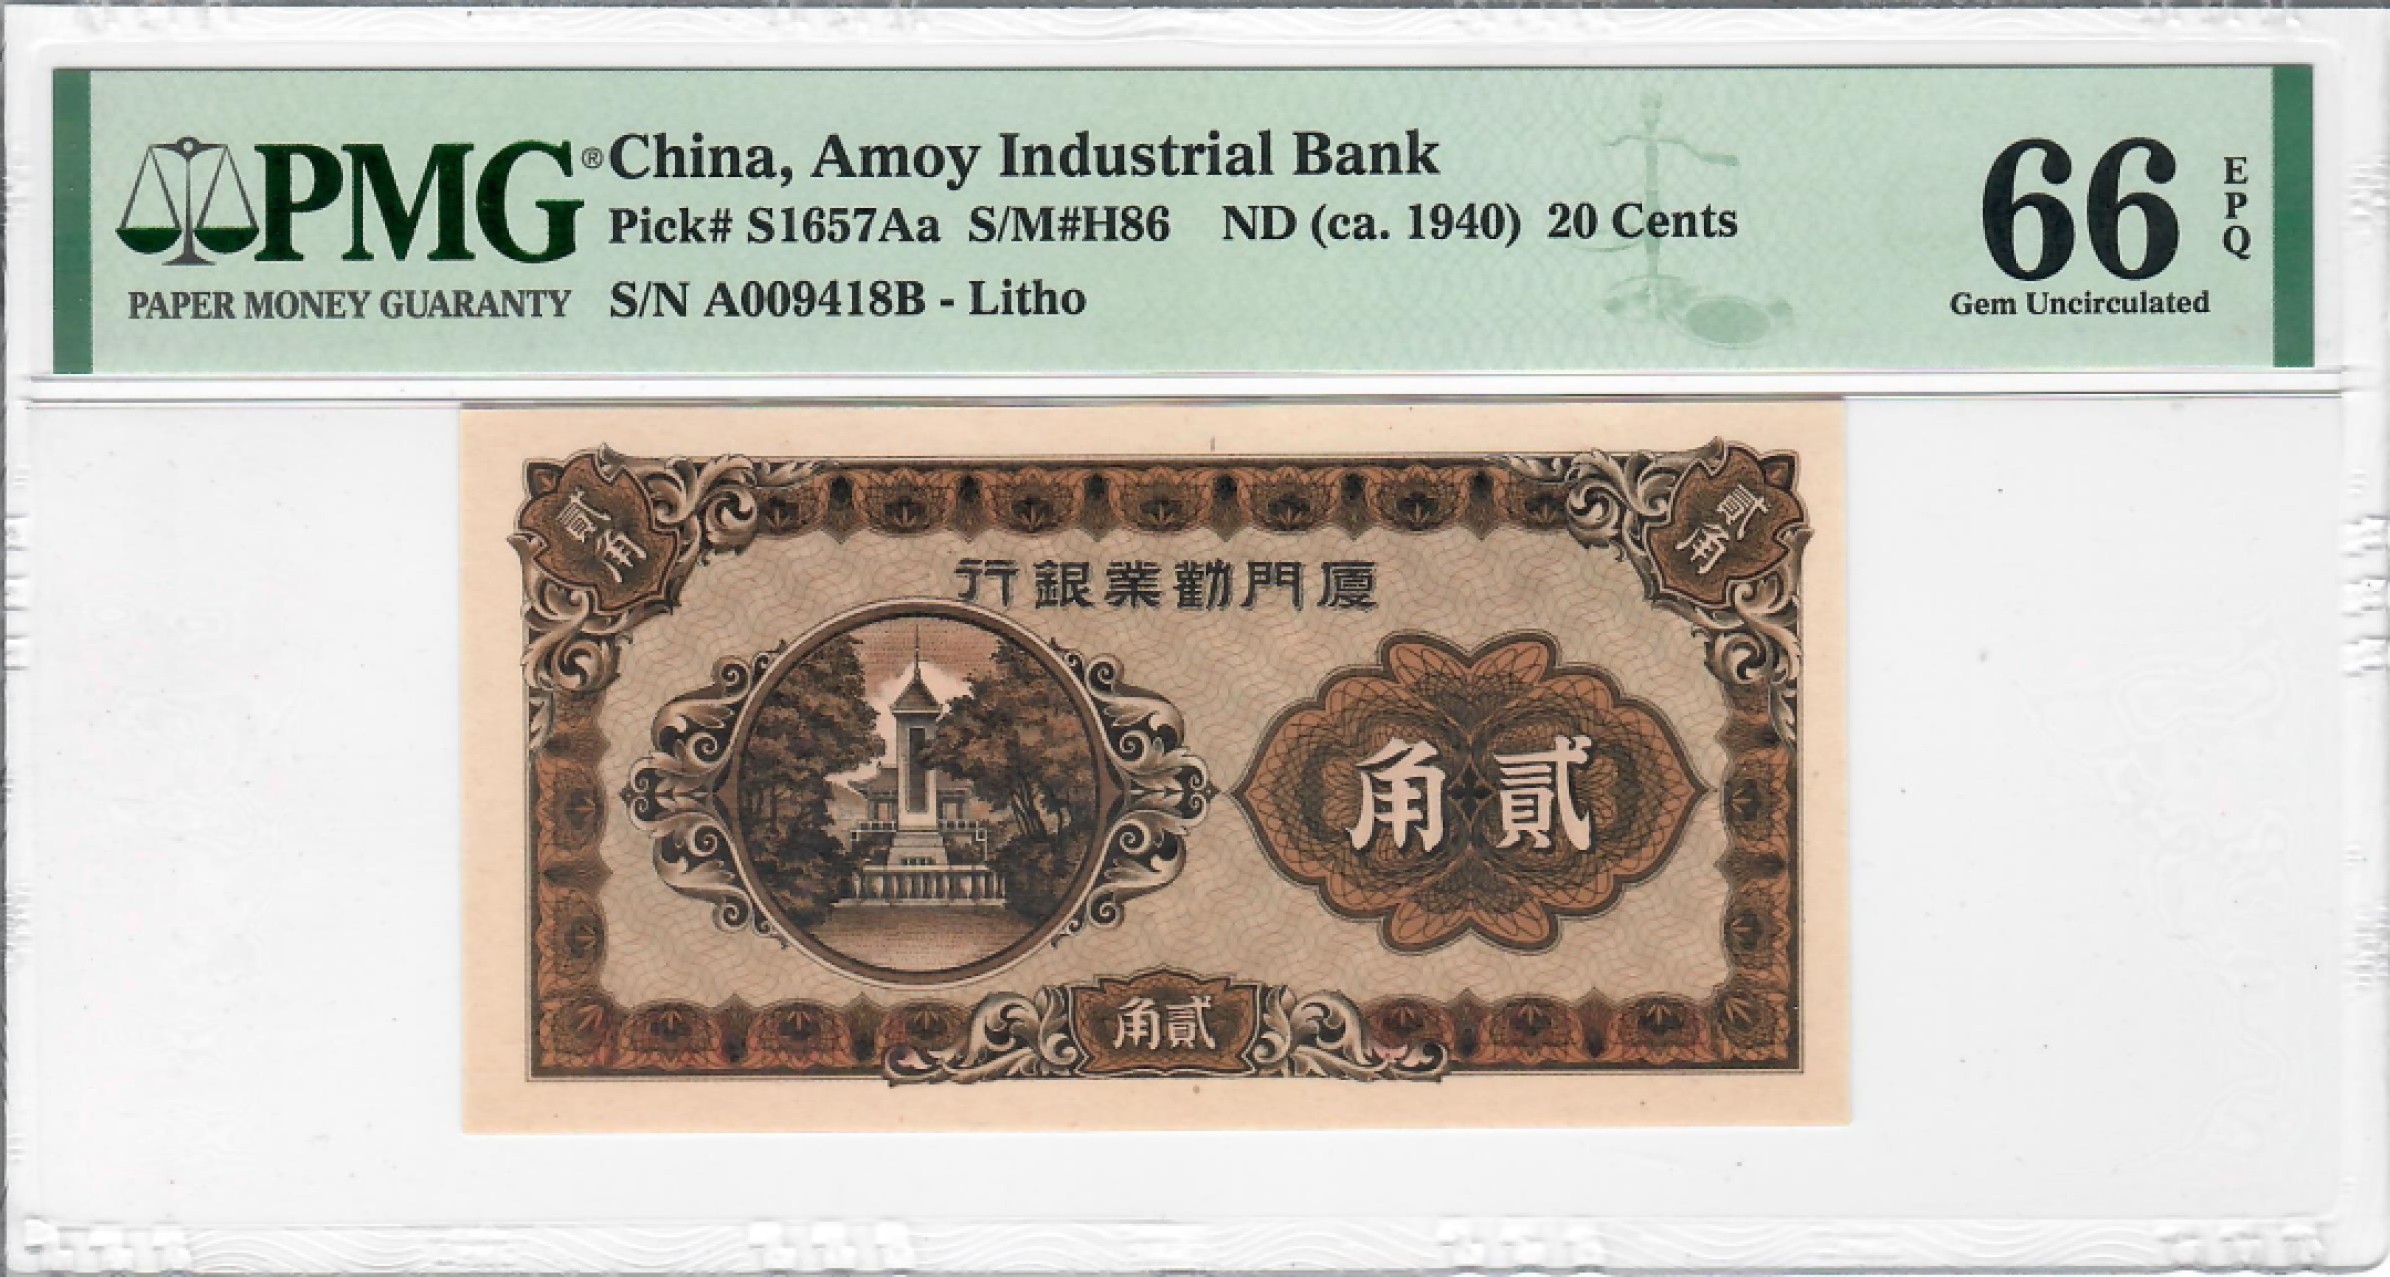 PMG®
PAPER MONEY GUARANTY
China, Amoy Industrial Bank
Pick# S1657Aa S/M#H86 ND (ca. 1940) 20 Cents
S/N A009418B - Litho
66
EPQ
Gem Uncirculated
貳角
貳角
廈門勸業銀行
貳角
貳角